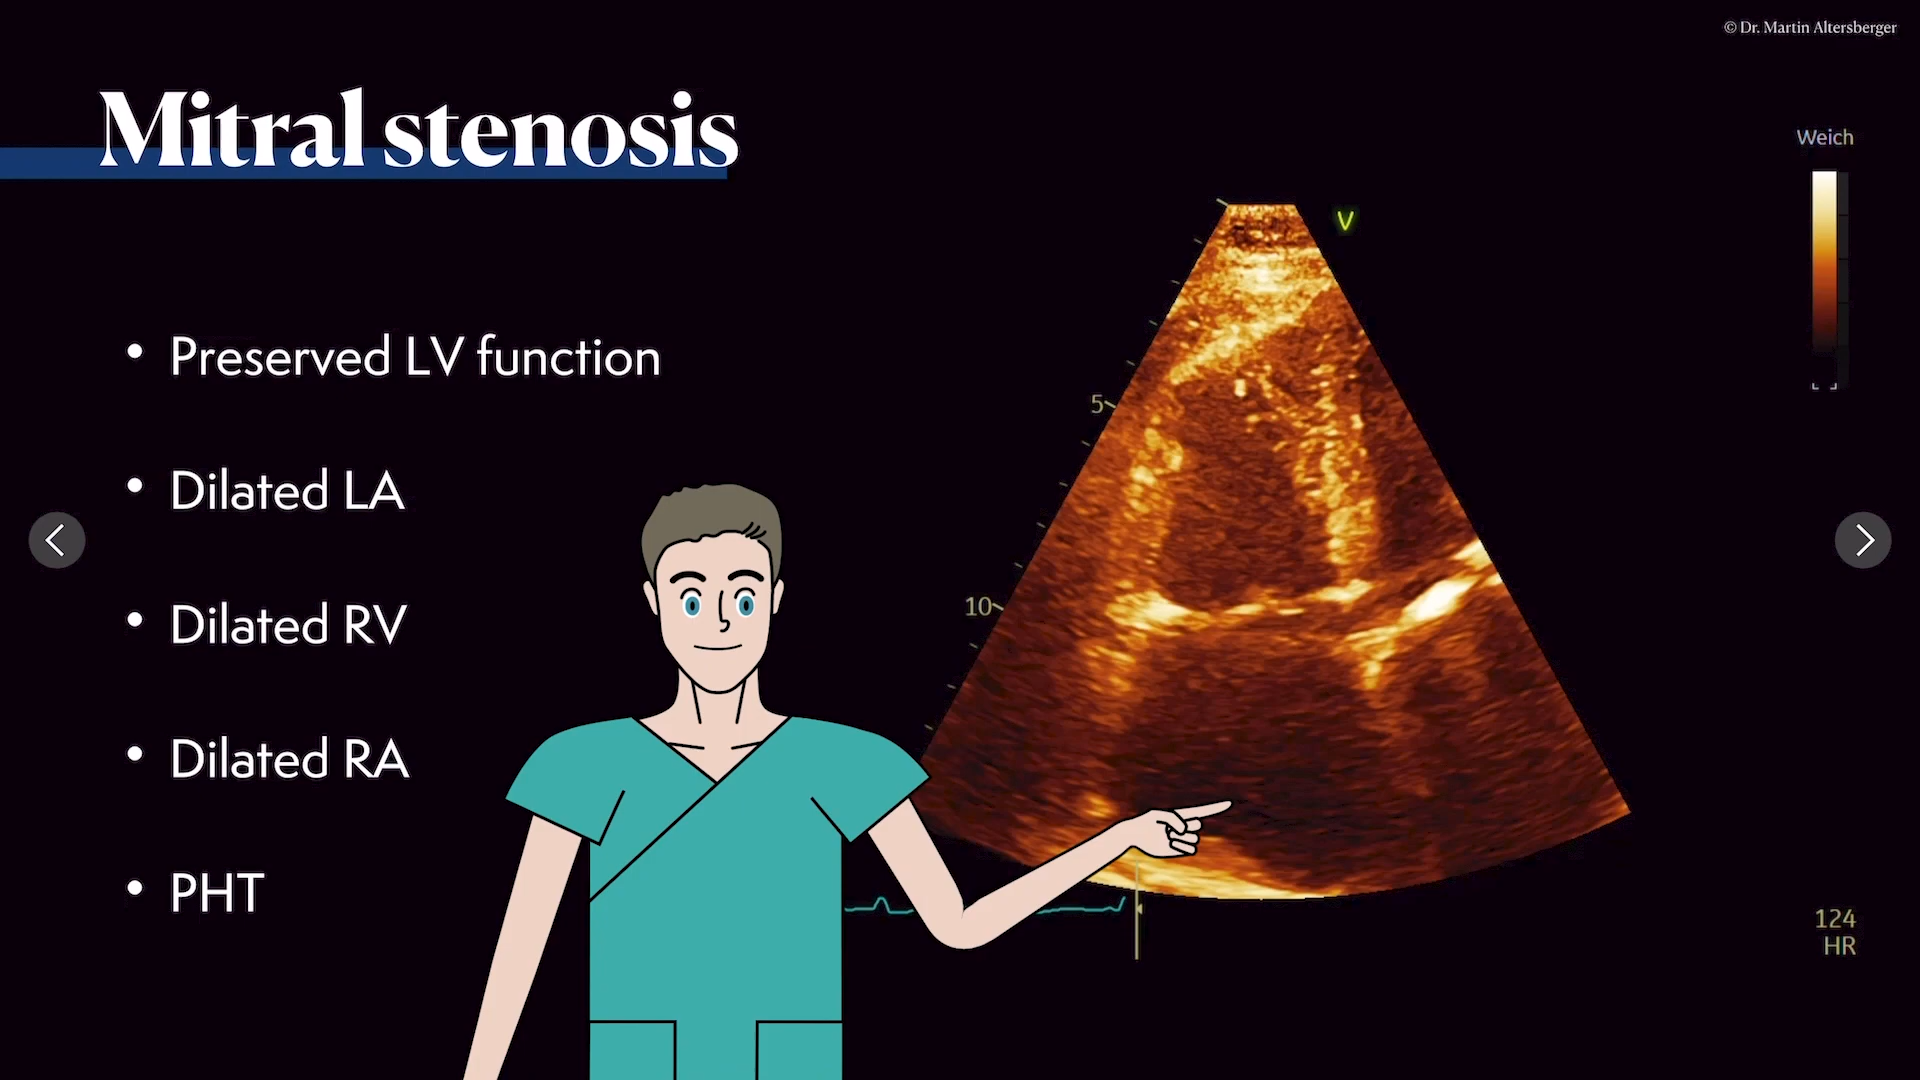 © Dr. Martin Altersberger
Mitral stenosis
Weich
V
• Preserved LV function
5
• Dilated LA
10
• Dilated RV
• Dilated RA
• PHT
124
HR